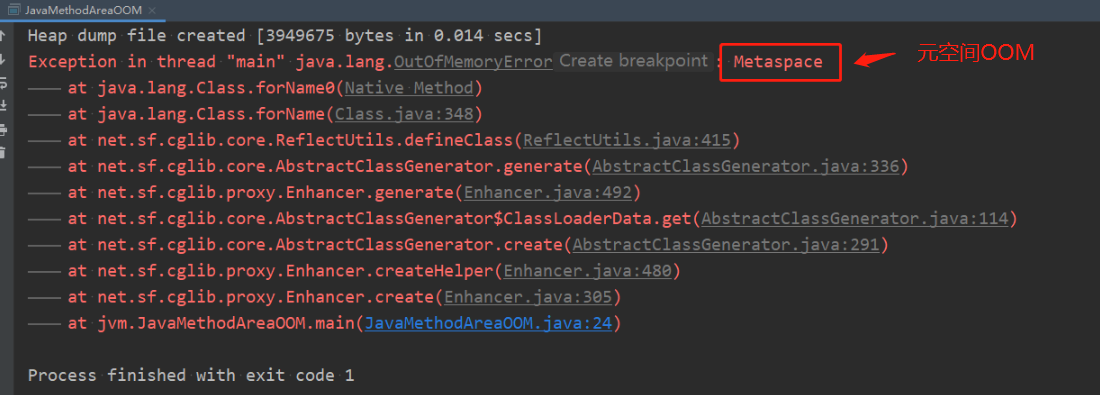 JavaMethodAreaOOM
Heap dump file created [3949675 bytes in 0.014 secs]
Exception in thread "main" java.lang.OutOfMemoryError Create breakpoint : Metaspace
元空间OOM
at java.lang.Class.forName0(Native Method)
at java.lang.Class.forName(Class.java:348)
at net.sf.cglib.core.ReflectUtils.defineClass(ReflectUtils.java:415)
at net.sf.cglib.core.AbstractClassGenerator.generate(AbstractClassGenerator.java:336)
at net.sf.cglib.proxy.Enhancer.generate(Enhancer.java:492)
at net.sf.cglib.core.AbstractClassGenerator$ClassLoaderData.get(AbstractClassGenerator.java:114)
at net.sf.cglib.core.AbstractClassGenerator.create(AbstractClassGenerator.java:291)
at net.sf.cglib.proxy.Enhancer.createHelper(Enhancer.java:480)
at net.sf.cglib.proxy.Enhancer.create(Enhancer.java:305)
at jvm.JavaMethodAreaOOM.main(JavaMethodAreaOOM.java:24)
Process finished with exit code 1